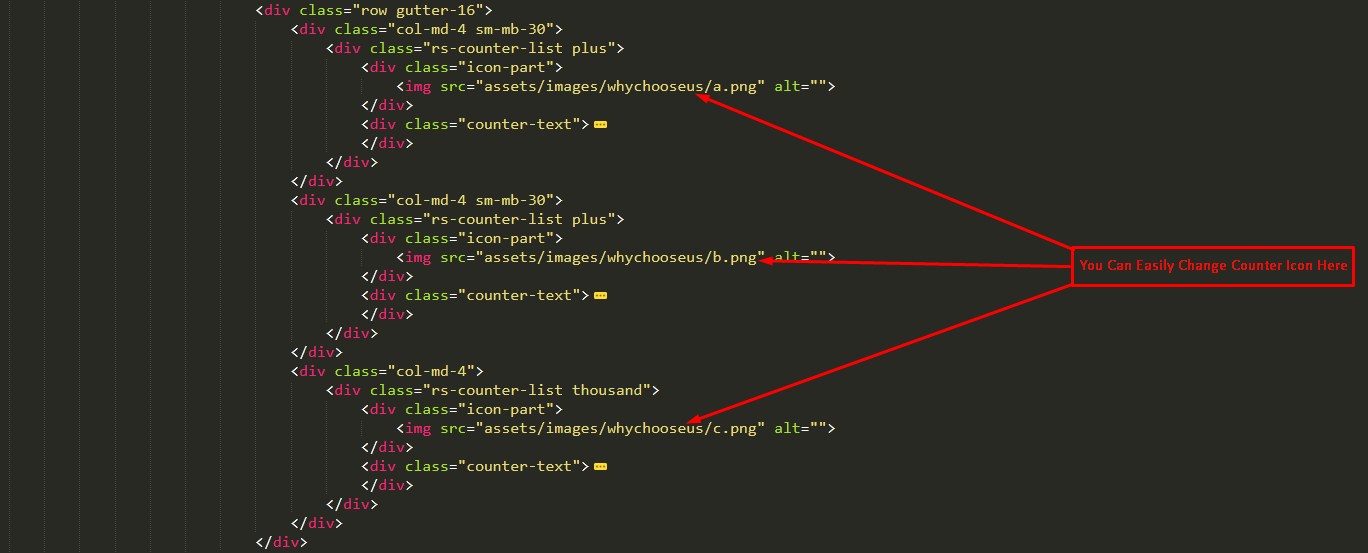 <div class="row gutter-16">
<div class="col-md-4 sm-mb-30">
<div class="rs-counter-list plus">
<div class="icon-part">
<img src="assets/images/whychooseus/a.png" alt="">
</div>
<div class="counter-text">
</div>
</div>
</div>
<div class="col-md-4 sm-mb-30">
<div class="rs-counter-list plus">
<div class="icon-part">
<img src="assets/images/whychooseus/b.png" alt="">
</div>
<div class="counter-text">
</div>
</div>
</div>
<div class="col-md-4">
<div class="rs-counter-list thousand">
<div class="icon-part">
<img src="assets/images/whychooseus/c.png" alt="">
</div>
<div class="counter-text">
</div>
</div>
</div>
</div>
You Can Easily Change Counter Icon Here